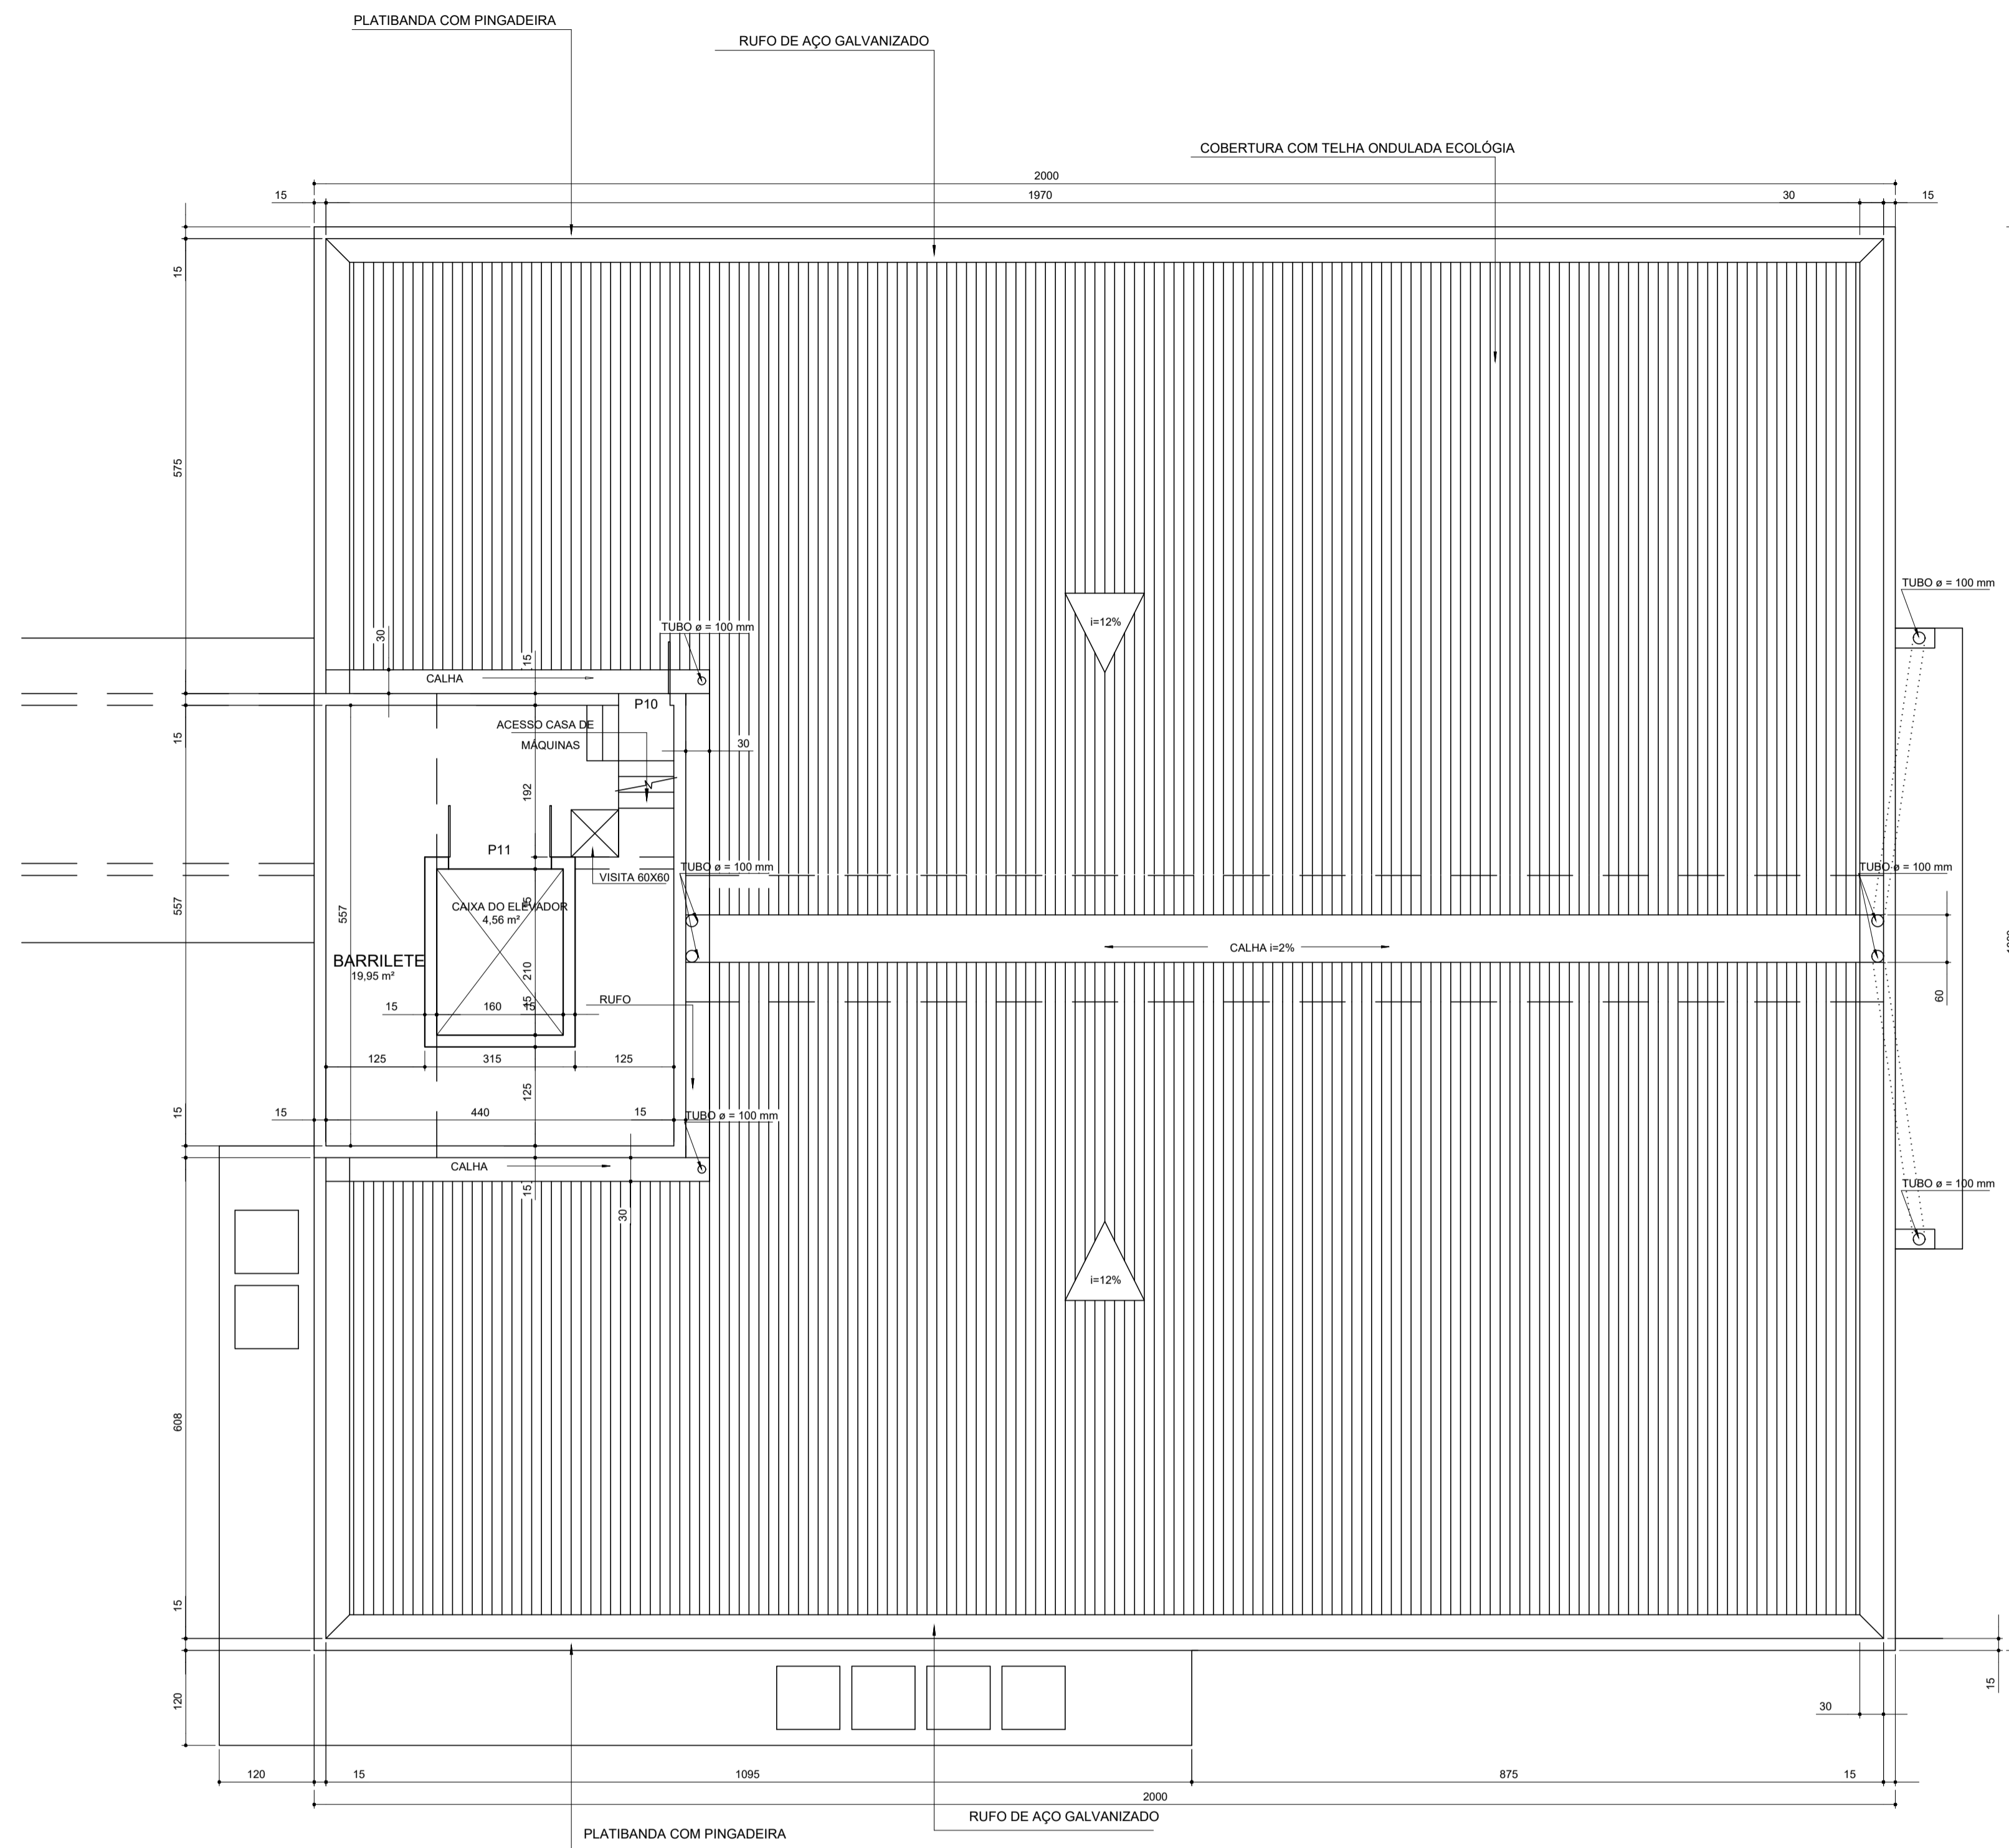 PLATIBANDA COM PINGADEIRA
RUFO DE AÇO GALVANIZADO
COBERTURA COM TELHA ONDULADA ECOLÓGIA
2000
15
1970
30
15
15
575
TUBO ø = 100 mm
i=12%
30
TUBO ø = 100 mm
15
CALHA
P10
ACESSO CASA DE
MÁQUINAS
15
30
192
P11
TUBO ø = 100 mm
TUBO ø = 100 mm
VISITA 60X60
557
557
CAIXA DO ELEVADOR
15
4,56 m²
CALHA i=2%
BARRILETE
19,95 m²
210
60
RUFO
15
160
15
15
125
315
125
125
15
15
440
15
TUBO ø = 100 mm
CALHA
15
30
TUBO ø = 100 mm
i=12%
608
15
120
15
30
120
15
1095
875
15
2000
RUFO DE AÇO GALVANIZADO
PLATIBANDA COM PINGADEIRA